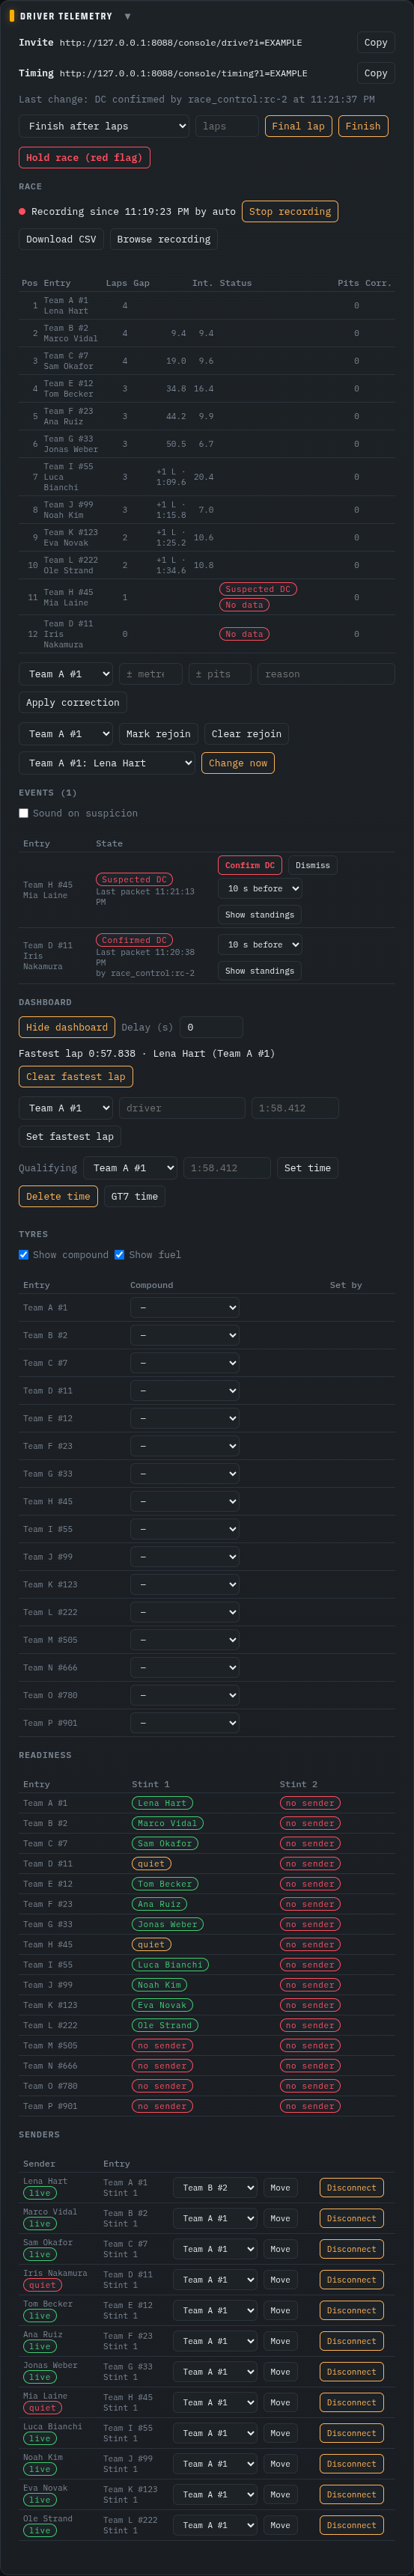 DRIVER TELEMETRY ▼
Invite http://127.0.0.1:8088/console/drive?i=EXAMPLE Copy
Timing http://127.0.0.1:8088/console/timing?l=EXAMPLE Copy
Last change: DC confirmed by race_control:rc-2 at 11:21:37 PM
Finish after laps laps Final lap Finish
Hold race (red flag)
RACE
Recording since 11:19:23 PM by auto Stop recording
Download CSV Browse recording
Pos Entry Laps Gap Int. Status Pits Corr.
1 Team A #1 4 0
Lena Hart
2 Team B #2 4 9.4 9.4 0
Marco Vidal
3 Team C #7 4 19.0 9.6 0
Sam Okafor
4 Team E #12 3 34.8 16.4 0
Tom Becker
5 Team F #23 3 44.2 9.9 0
Ana Ruiz
6 Team G #33 3 50.5 6.7 0
Jonas Weber
7 Team I #55 3 +1 L · 1:09.6 20.4 0
Luca
Bianchi
8 Team J #99 3 +1 L · 1:15.8 7.0 0
Noah Kim
9 Team K #123 2 +1 L · 1:25.2 10.6 0
Eva Novak
10 Team L #222 2 +1 L · 1:34.6 10.8 0
Ole Strand
11 Team H #45 1 Suspected DC 0
Mia Laine No data
12 Team D #11 0 No data 0
Iris
Nakamura
Team A #1 ± metr ± pits reason
Apply correction
Team A #1 Mark rejoin Clear rejoin
Team A #1: Lena Hart Change now
EVENTS (1)
Sound on suspicion
Entry State
Team H #45 Suspected DC Confirm DC Dismiss
Mia Laine Last packet 11:21:13 PM 10 s before
Show standings
Team D #11 Confirmed DC 10 s before
Iris Last packet 11:20:38 PM
Nakamura by race_control:rc-2 Show standings
DASHBOARD
Hide dashboard Delay (s) 0
Fastest lap 0:57.838 · Lena Hart (Team A #1)
Clear fastest lap
Team A #1 driver 1:58.412
Set fastest lap
Qualifying Team A #1 1:58.412 Set time
Delete time GT7 time
TYRES
Show compound Show fuel
Entry Compound Set by
Team A #1 —
Team B #2 —
Team C #7 —
Team D #11 —
Team E #12 —
Team F #23 —
Team G #33 —
Team H #45 —
Team I #55 —
Team J #99 —
Team K #123 —
Team L #222 —
Team M #505 —
Team N #666 —
Team O #780 —
Team P #901 —
READINESS
Entry Stint 1 Stint 2
Team A #1 Lena Hart no sender
Team B #2 Marco Vidal no sender
Team C #7 Sam Okafor no sender
Team D #11 quiet no sender
Team E #12 Tom Becker no sender
Team F #23 Ana Ruiz no sender
Team G #33 Jonas Weber no sender
Team H #45 quiet no sender
Team I #55 Luca Bianchi no sender
Team J #99 Noah Kim no sender
Team K #123 Eva Novak no sender
Team L #222 Ole Strand no sender
Team M #505 no sender no sender
Team N #666 no sender no sender
Team O #780 no sender no sender
Team P #901 no sender no sender
SENDERS
Sender Entry
Lena Hart Team A #1 Team B #2 Move Disconnect
live Stint 1
Marco Vidal Team B #2 Team A #1 Move Disconnect
live Stint 1
Sam Okafor Team C #7 Team A #1 Move Disconnect
live Stint 1
Iris Nakamura Team D #11 Team A #1 Move Disconnect
quiet Stint 1
Tom Becker Team E #12 Team A #1 Move Disconnect
live Stint 1
Ana Ruiz Team F #23 Team A #1 Move Disconnect
live Stint 1
Jonas Weber Team G #33 Team A #1 Move Disconnect
live Stint 1
Mia Laine Team H #45 Team A #1 Move Disconnect
quiet Stint 1
Luca Bianchi Team I #55 Team A #1 Move Disconnect
live Stint 1
Noah Kim Team J #99 Team A #1 Move Disconnect
live Stint 1
Eva Novak Team K #123 Team A #1 Move Disconnect
live Stint 1
Ole Strand Team L #222 Team A #1 Move Disconnect
live Stint 1